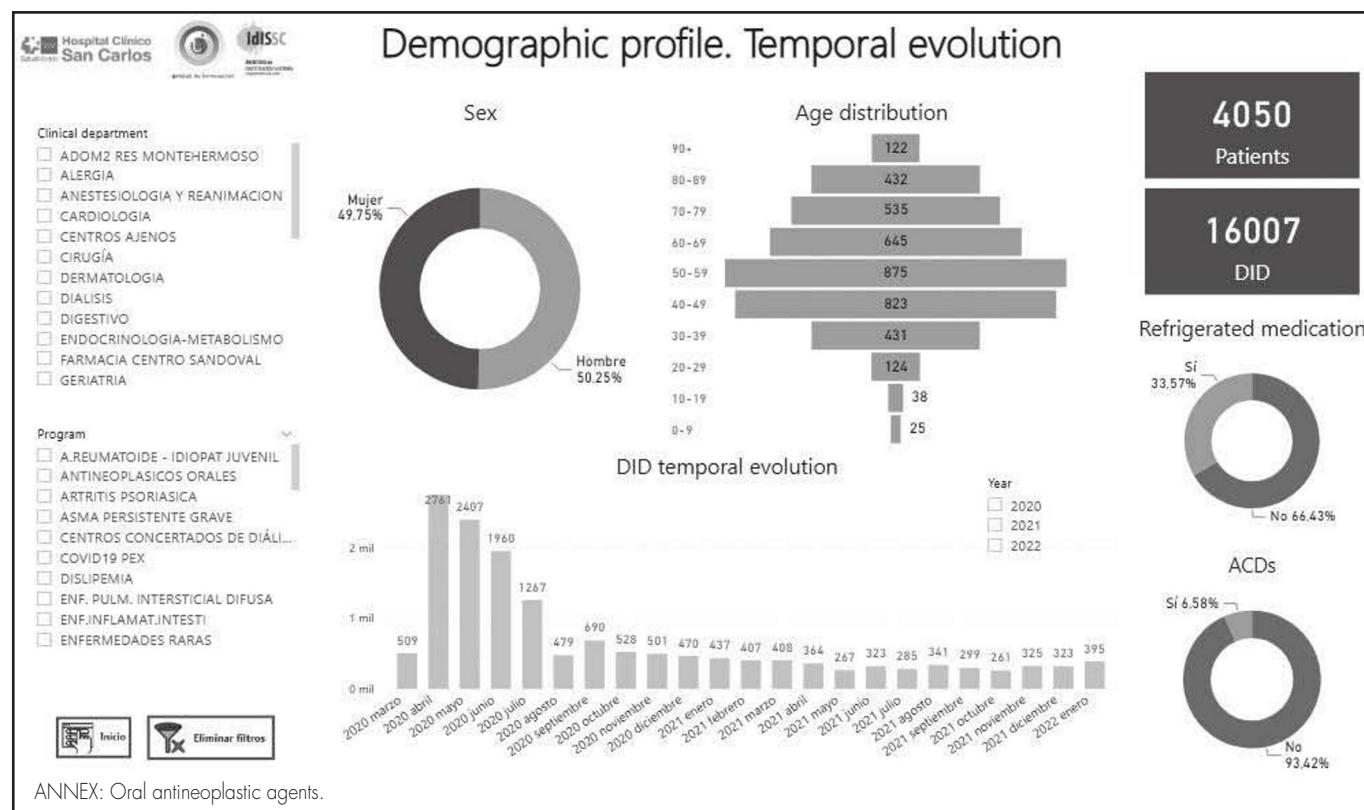 Hospital Clínico
San Carlos
IdISSC
Demographic profile. Temporal evolution
Clinical department
ADOM2 RES MONTEHERMOSO
ALERGIA
ANESTESIOLOGIA Y REANIMACION
CARDIOLOGIA
CENTROS AJENOS
CIRUGÍA
DERMATOLOGIA
DIALISIS
DIGESTIVO
ENDOCRINOLOGIA-METABOLISMO
FARMACIA CENTRO SANDOVAL
GERIATRIA
Program
A.REUMATOIDE - IDIOPAT JUVENIL
ANTINEOPLASICOS ORALES
ARTRITIS PSORIASICA
ASMA PERSISTENTE GRAVE
CENTROS CONCERTADOS DE DIÁLI...
COVID19 PEX
DISLIPEMIA
ENF. PULM. INTERSTICIAL DIFUSA
ENF.INFLAMAT.INTESTI
ENFERMEDADES RARAS
Inicio
Eliminar filtros
Sex
Mujer
49,75%
Hombre
50,25%
Age distribution
90+ 122
80-89 432
70-79 535
60-69 645
50-59 875
40-49 823
30-39 431
20-29 124
10-19 38
0-9 25
4050
Patients
16007
DID
Refrigerated medication
Sí
33,57%
No 66,43%
ACDs
Sí 6,58%
No
93,42%
DID temporal evolution
Year
2020
2021
2022
2 mil
1 mil
0 mil
509
2761
2407
1960
1267
479
690
528
501
470
437
407
408
364
267
323
285
341
299
261
325
323
395
2020 marzo
2020 abril
2020 mayo
2020 junio
2020 julio
2020 agosto
2020 septiembre
2020 octubre
2020 noviembre
2020 diciembre
2021 enero
2021 febrero
2021 marzo
2021 abril
2021 mayo
2021 junio
2021 julio
2021 agosto
2021 septiembre
2021 octubre
2021 noviembre
2021 diciembre
2022 enero
ANNEX: Oral antineoplastic agents.